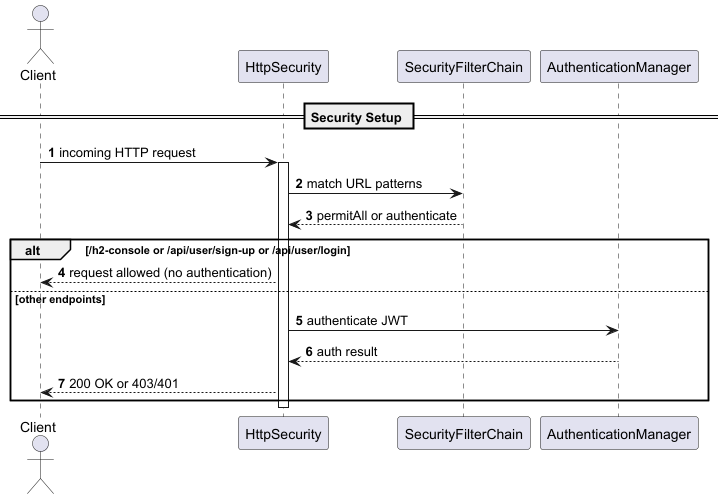 Client
HttpSecurity
SecurityFilterChain
AuthenticationManager
Security Setup
1 incoming HTTP request
2 match URL patterns
3 permitAll or authenticate
alt
[/h2-console or /api/user/sign-up or /api/user/login]
4 request allowed (no authentication)
[other endpoints]
5 authenticate JWT
6 auth result
7 200 OK or 403/401
Client
HttpSecurity
SecurityFilterChain
AuthenticationManager